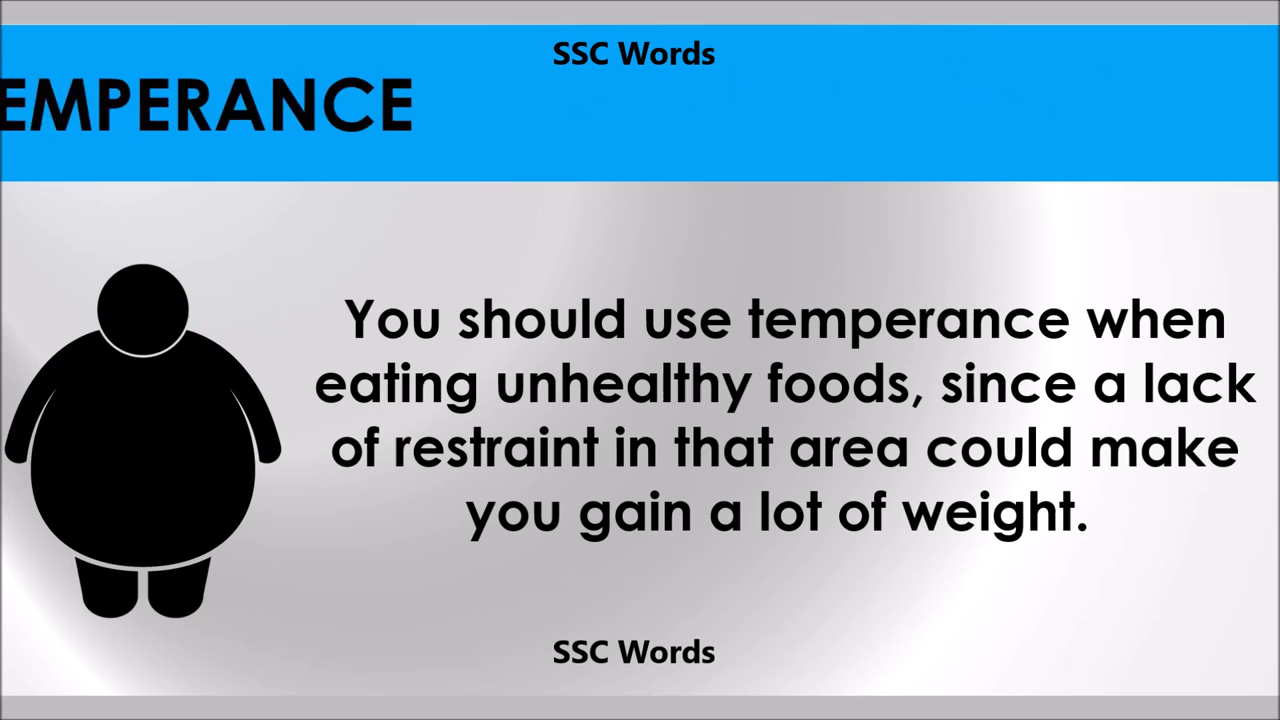 SSC Words
EMPERANCE
You should use temperance when
eating unhealthy foods, since a lack
of restraint in that area could make
you gain a lot of weight.
SSC Words